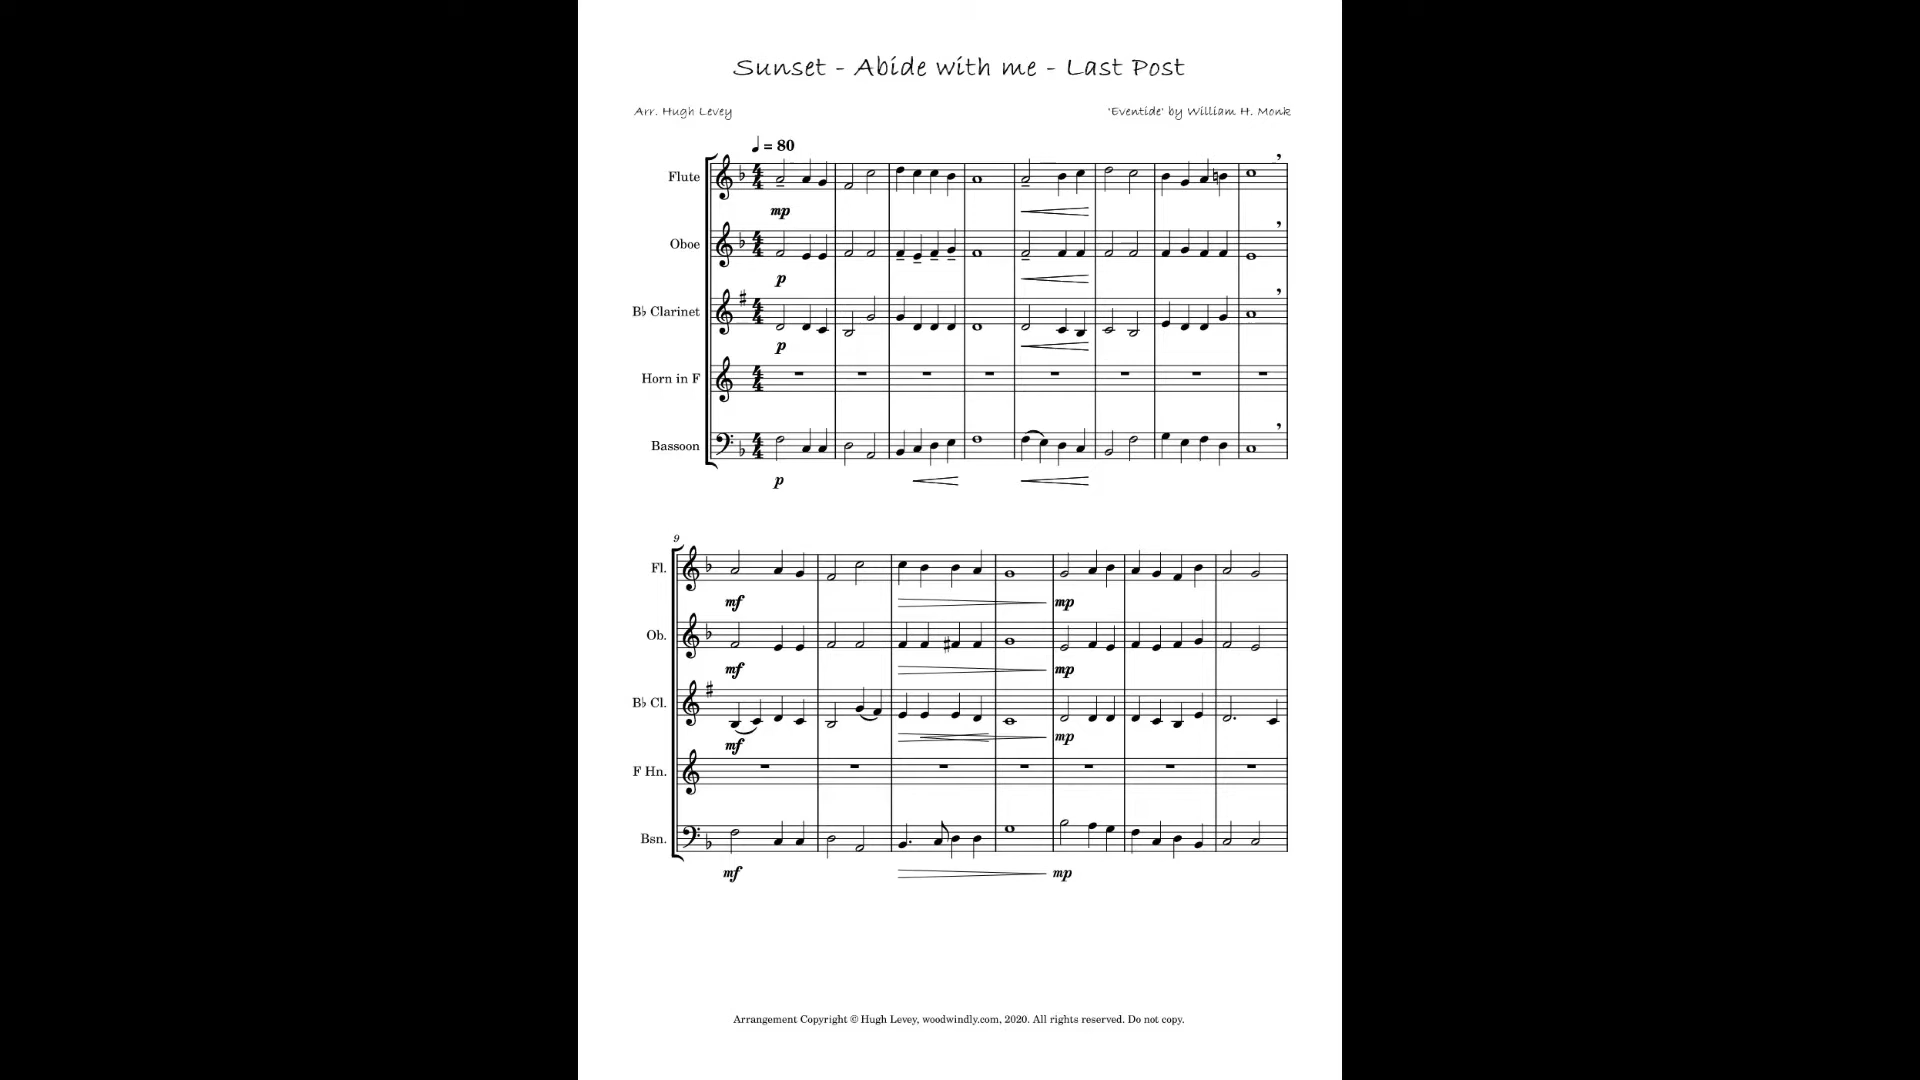 Sunset - Abide with me - Last Post
Arr. Hugh Levey
'Eventide' by William H. Monk
♩ = 80
Flute
mp
Oboe
p
B♭ Clarinet
p
Horn in F
Bassoon
p
9
Fl.
mf
mp
Ob.
mf
mp
B♭ Cl.
mf
mp
F Hn.
Bsn.
mf
mp
Arrangement Copyright © Hugh Levey, woodwindly.com, 2020. All rights reserved. Do not copy.